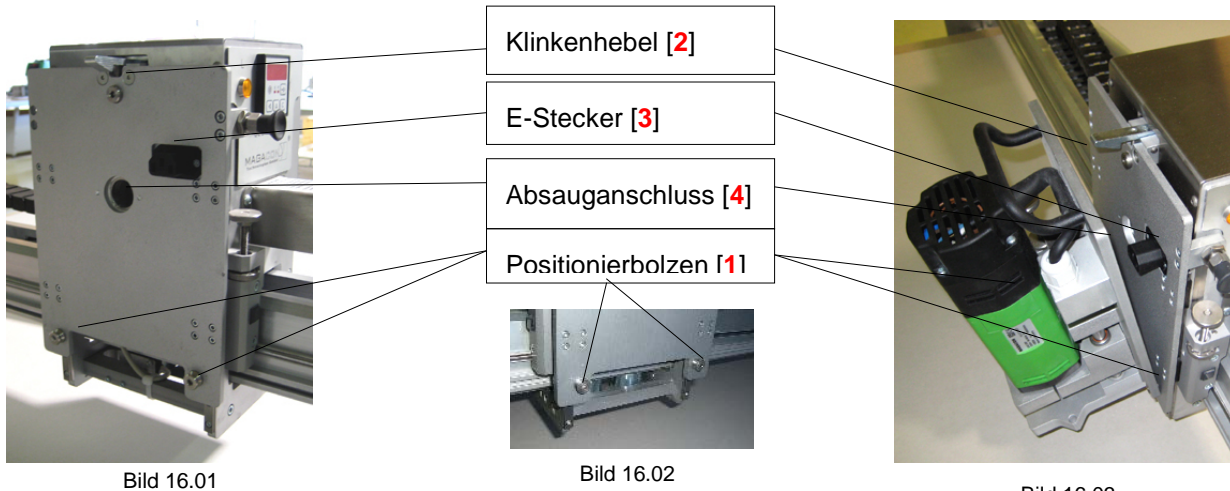 Klinkenhebel [2]
E-Stecker [3]
Absauganschluss [4]
Positionierbolzen [1]
Bild 16.01
Bild 16.02